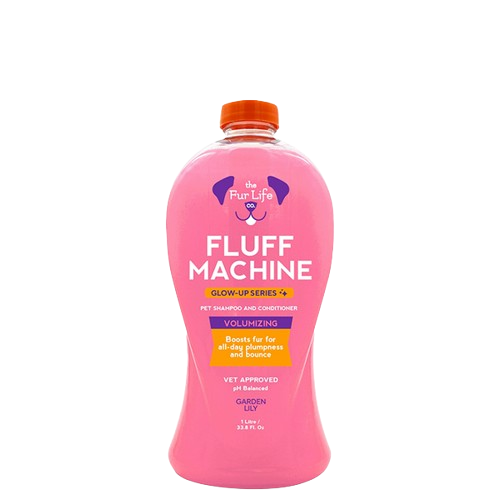 the
Fur Life
CO.
FLUFF
MACHINE
GLOW-UP SERIES
PET SHAMPOO AND CONDITIONER
VOLUMIZING
Boosts fur for
all-day plumpness
and bounce
VET APPROVED
pH Balanced
GARDEN
LILY
1 Litro /
33.8 Fl. Oz